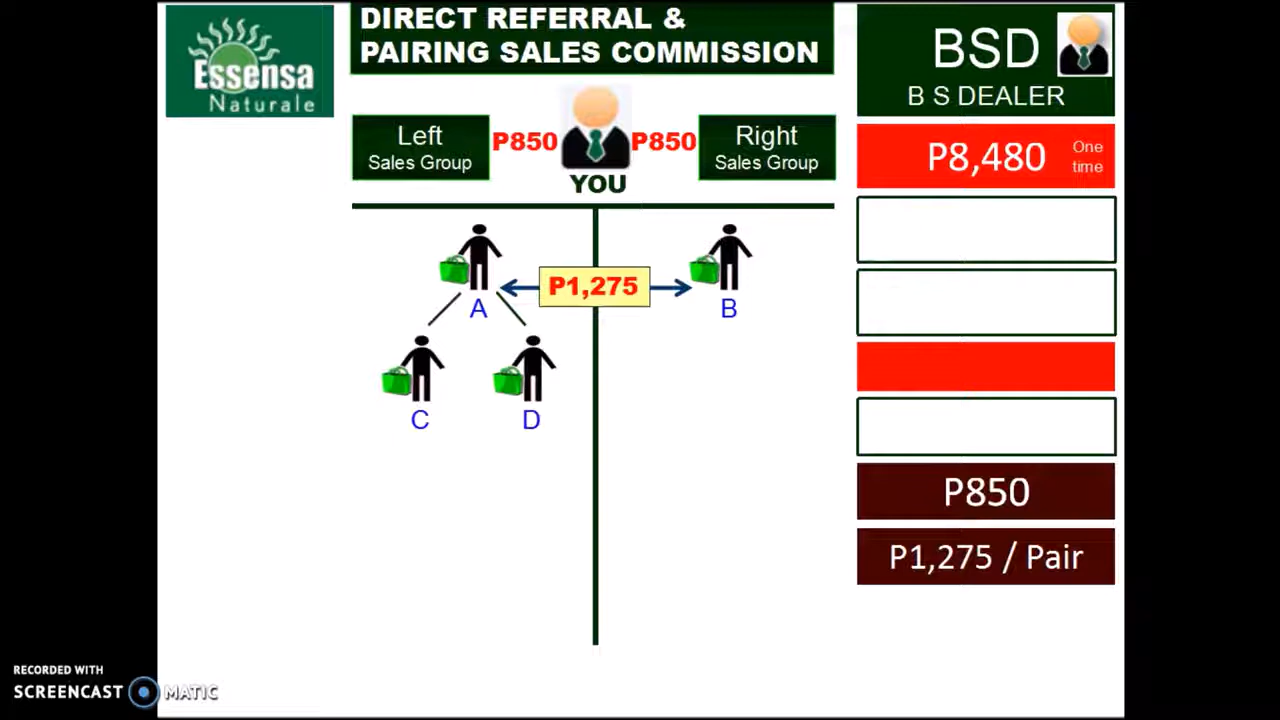 Essensa
Naturale
DIRECT REFERRAL &
PAIRING SALES COMMISSION
Left
Sales Group
P850
P850
YOU
Right
Sales Group
A
P1,275
B
C
D
BSD
B S DEALER
P8,480
One
time
P850
P1,275 / Pair
RECORDED WITH
SCREENCAST MATIC